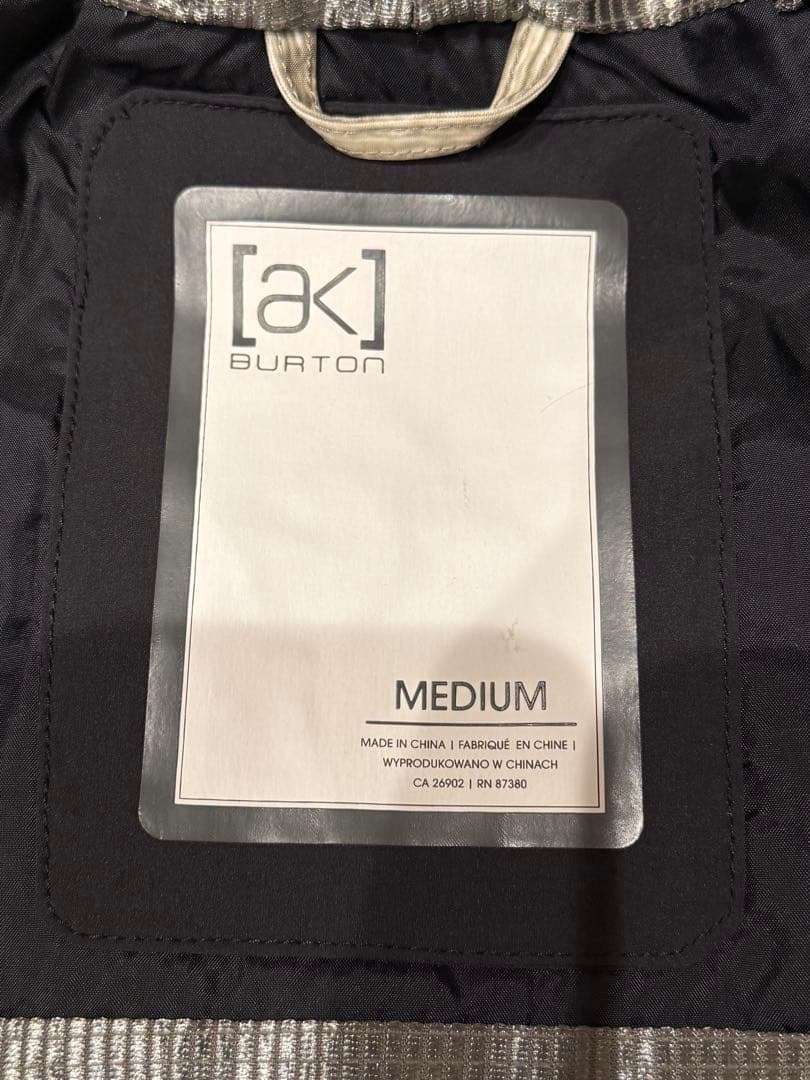 [ak]
BURTON
MEDIUM
MADE IN CHINA | FABRIQUÉ EN CHINE |
WYPRODUKOWANO W CHINACH
CA 26902 | RN 87380